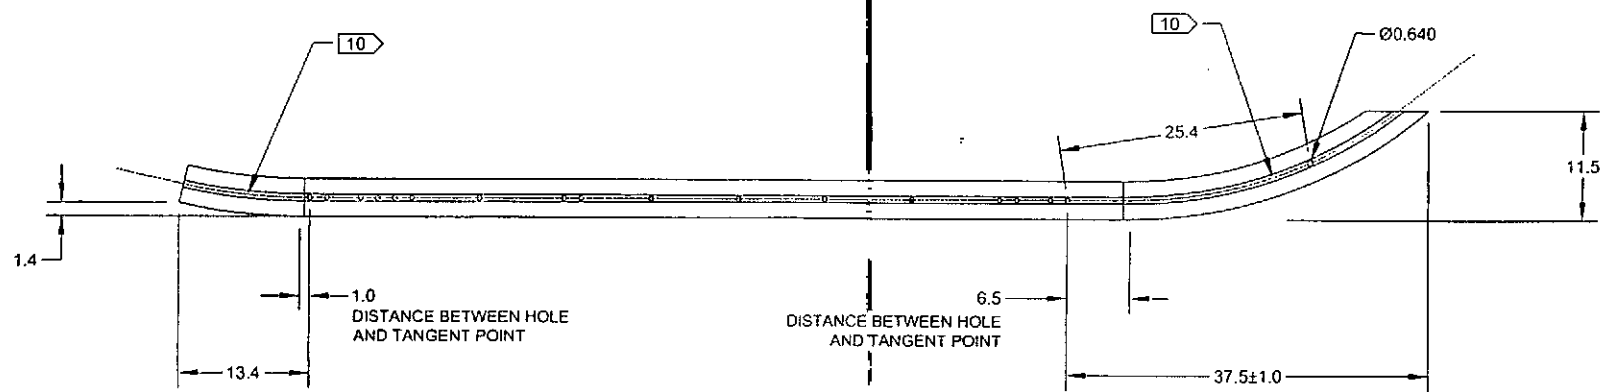 10
10
Ø0.640
25.4
11.5
1.4
1.0
DISTANCE BETWEEN HOLE
AND TANGENT POINT
6.5
DISTANCE BETWEEN HOLE
AND TANGENT POINT
13.4
37.5±1.0